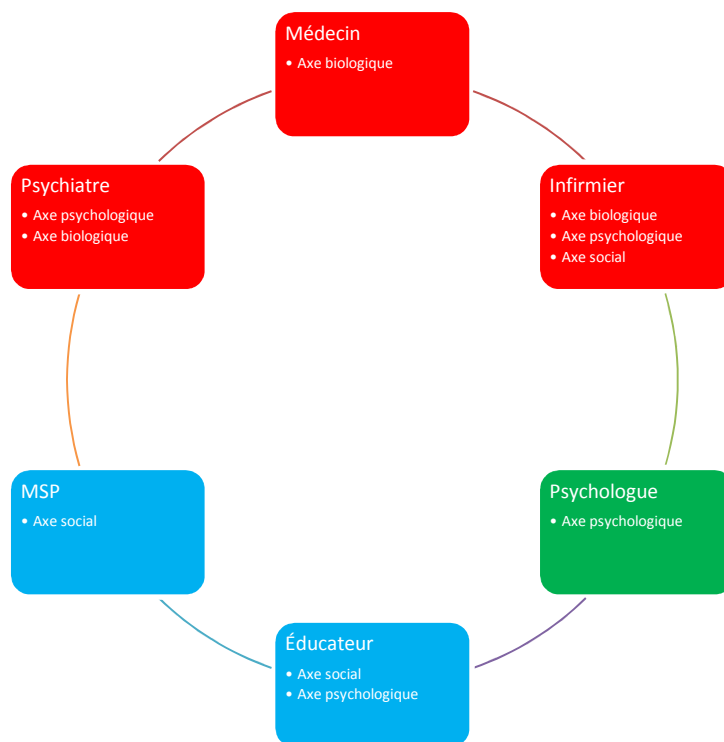 Médecin
• Axe biologique
Psychiatre
• Axe psychologique
• Axe biologique
Infirmier
• Axe biologique
• Axe psychologique
• Axe social
MSP
• Axe social
Psychologue
• Axe psychologique
Éducateur
• Axe social
• Axe psychologique